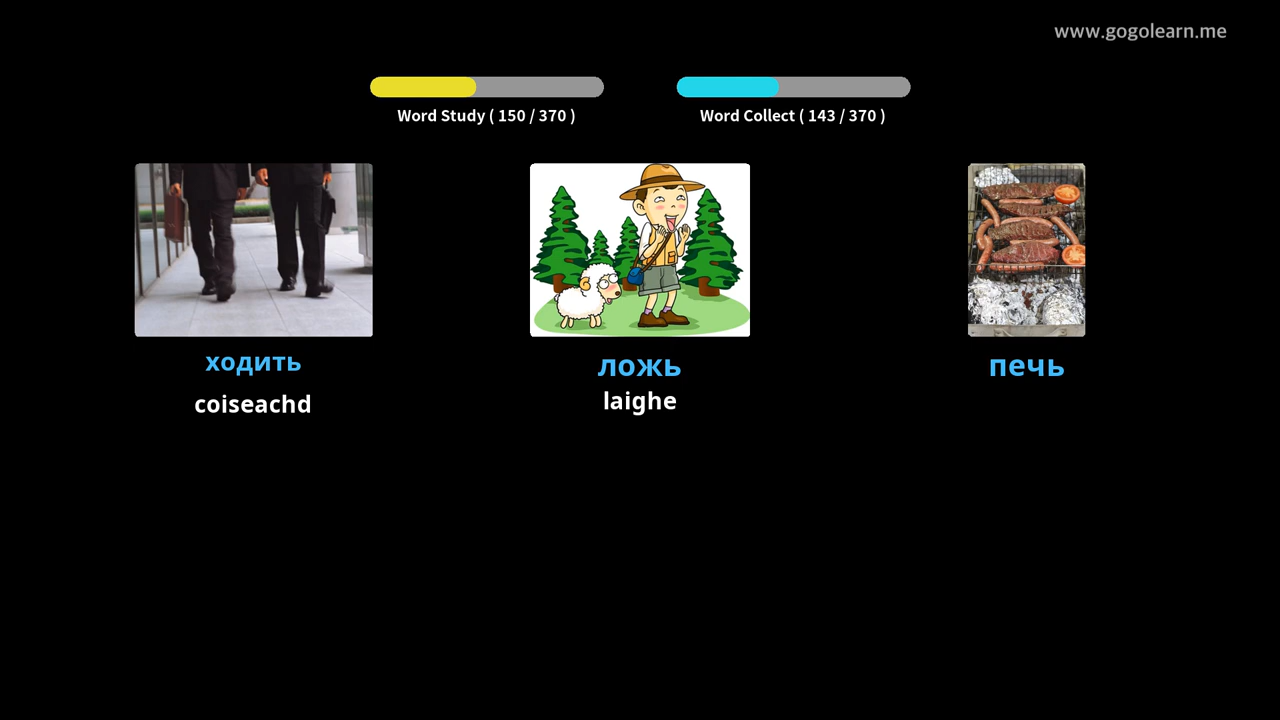 www.gogolearn.me
Word Study ( 150 / 370 )
Word Collect ( 143 / 370 )
ходить
ложь
печь
coiseachd
laighe